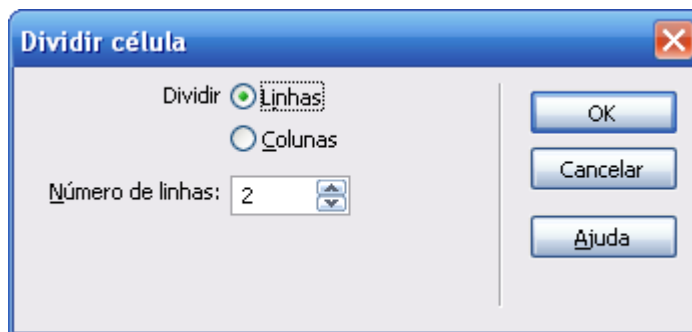 Dividir célula
Dividir Linhas
Colunas
Número de linhas: 2
OK
Cancelar
Ajuda